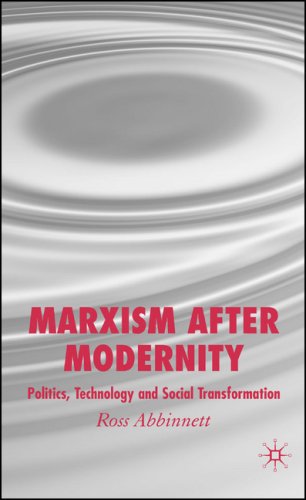 MARXISM AFTER
MODERNITY
Politics, Technology and Social Transformation
Ross Abbinnett